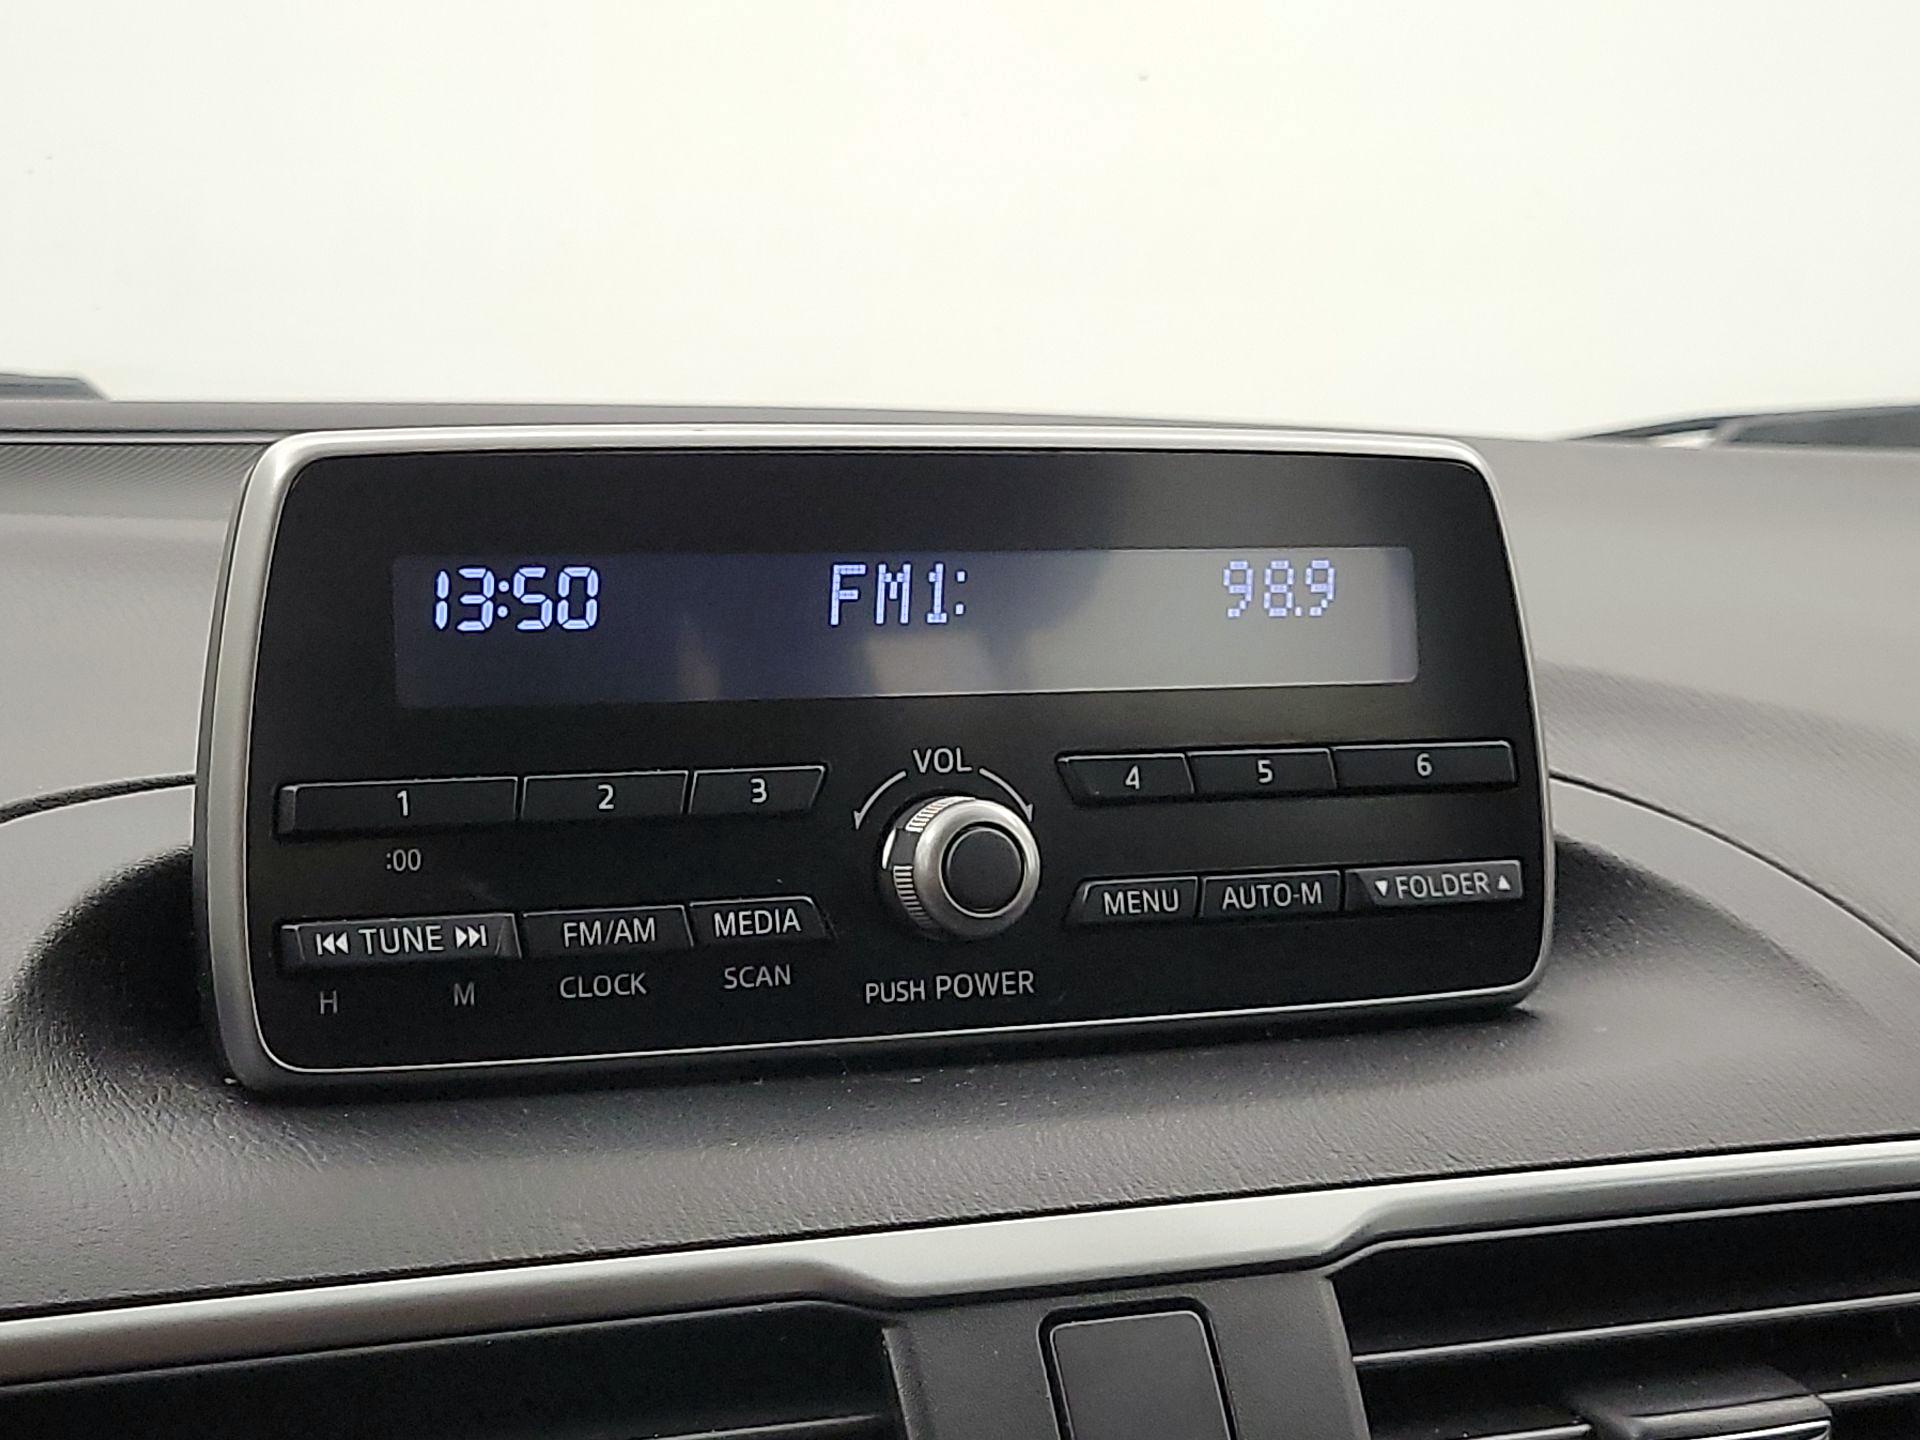 13:50 FM1: 98.9
VOL
1 2 3 4 5 6
:00
⏮ TUNE ⏭ FM/AM MEDIA MENU AUTO-M ▼ FOLDER ▲
H M CLOCK SCAN PUSH POWER